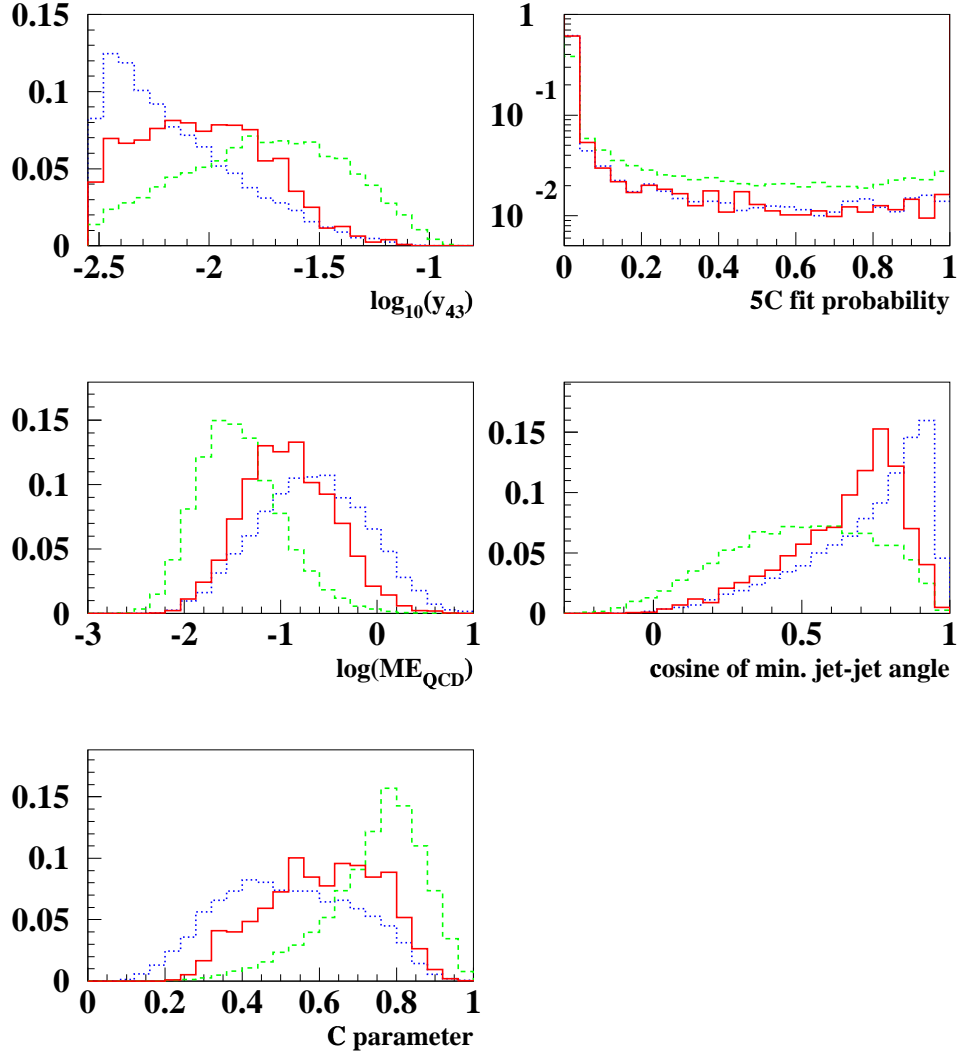 0.15
0.1
0.05
0
-2.5 -2 -1.5 -1
log10(y43)
1
10-1
10-2
0 0.2 0.4 0.6 0.8 1
5C fit probability
0.15
0.1
0.05
0
-3 -2 -1 0 1
log(MEQCD)
0.15
0.1
0.05
0
0 0.5 1
cosine of min. jet-jet angle
0.15
0.1
0.05
0
0 0.2 0.4 0.6 0.8 1
C parameter